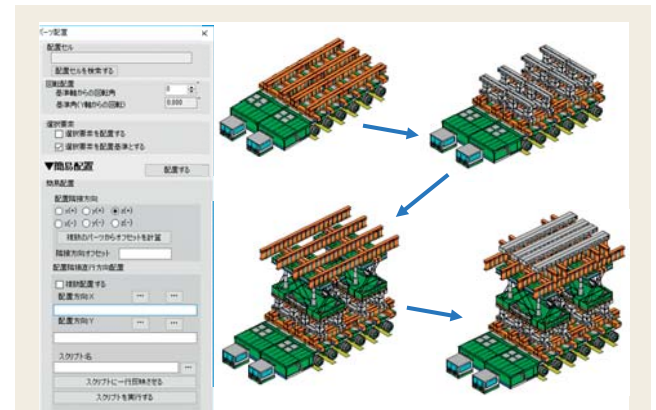 パーツ配置
配置セル
配置セルを検索する
回転配置
基準軸からの回転角
0
基準角(Y軸からの回転)
0.000
選択要素
選択要素を配置する
選択要素を配置基準とする
▼簡易配置
配置する
簡易配置
配置隣接方向
x(+) y(+) z(+)
x(-) y(-) z(-)
複数のパーツからオフセットを計算
隣接方向オフセット
配置隣接直行方向配置
複数配置する
配置方向X ... ...
配置方向Y ... ...
スクリプト名
...
スクリプトに一行反映させる
スクリプトを実行する